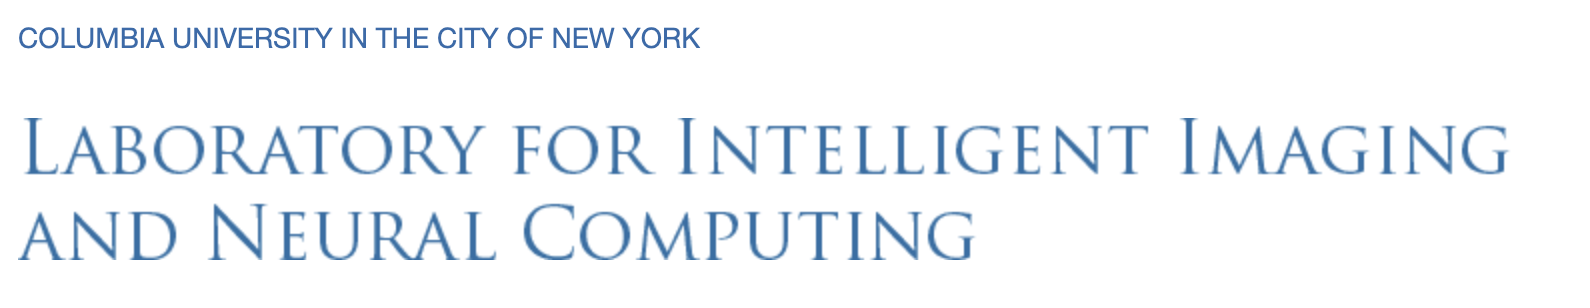 COLUMBIA UNIVERSITY IN THE CITY OF NEW YORK
Laboratory for Intelligent Imaging
and Neural Computing